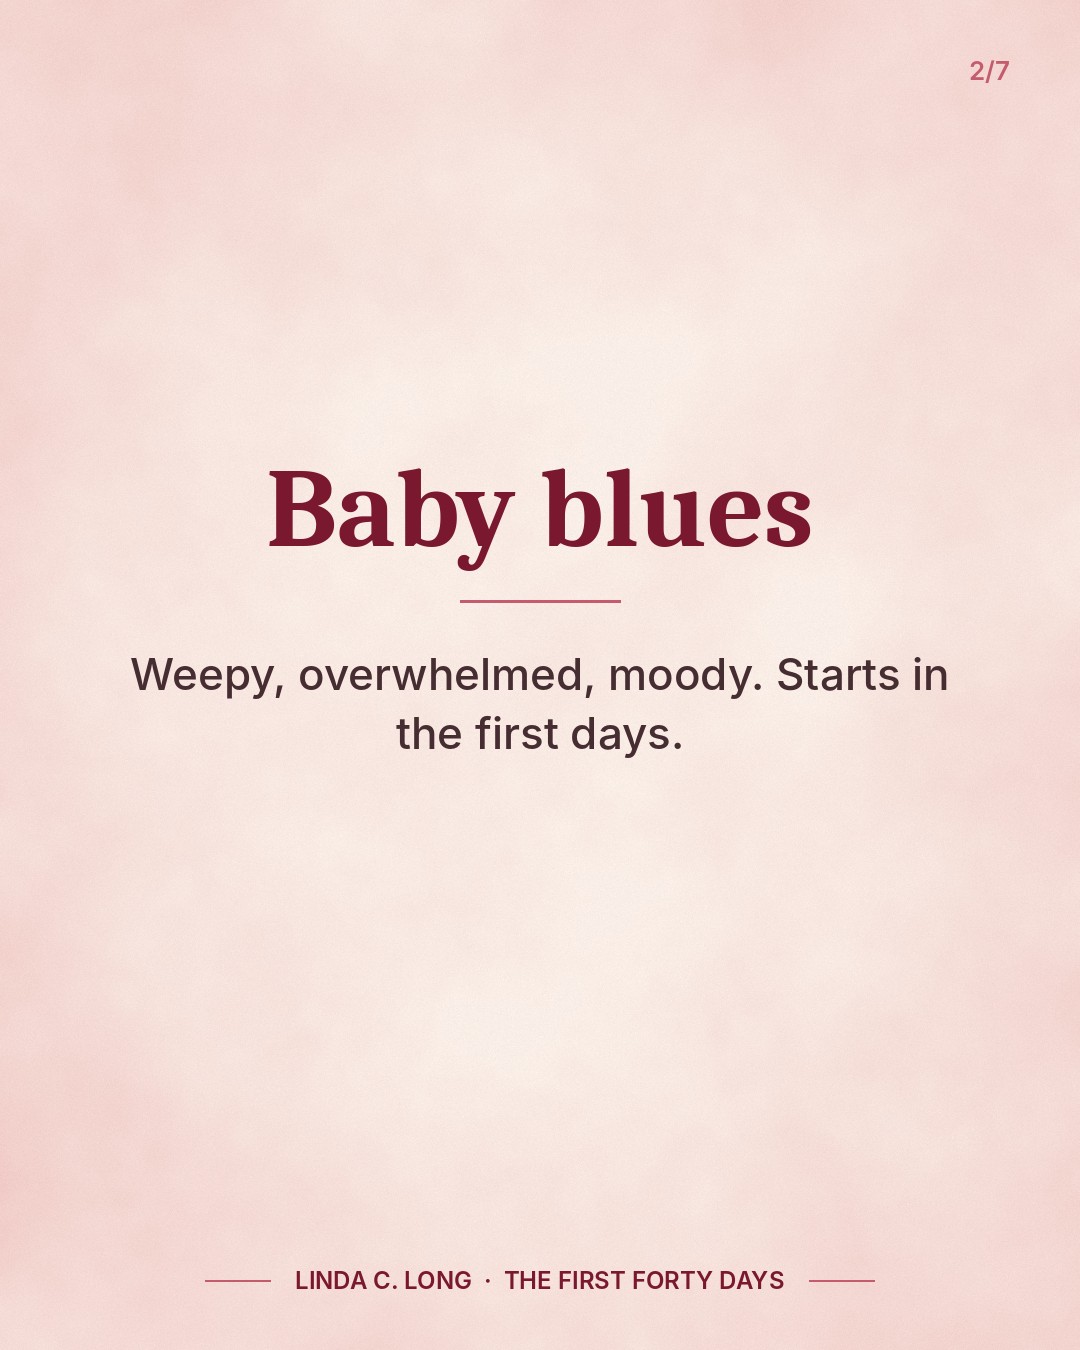 2/7
Baby blues
Weepy, overwhelmed, moody. Starts in
the first days.
LINDA C. LONG · THE FIRST FORTY DAYS